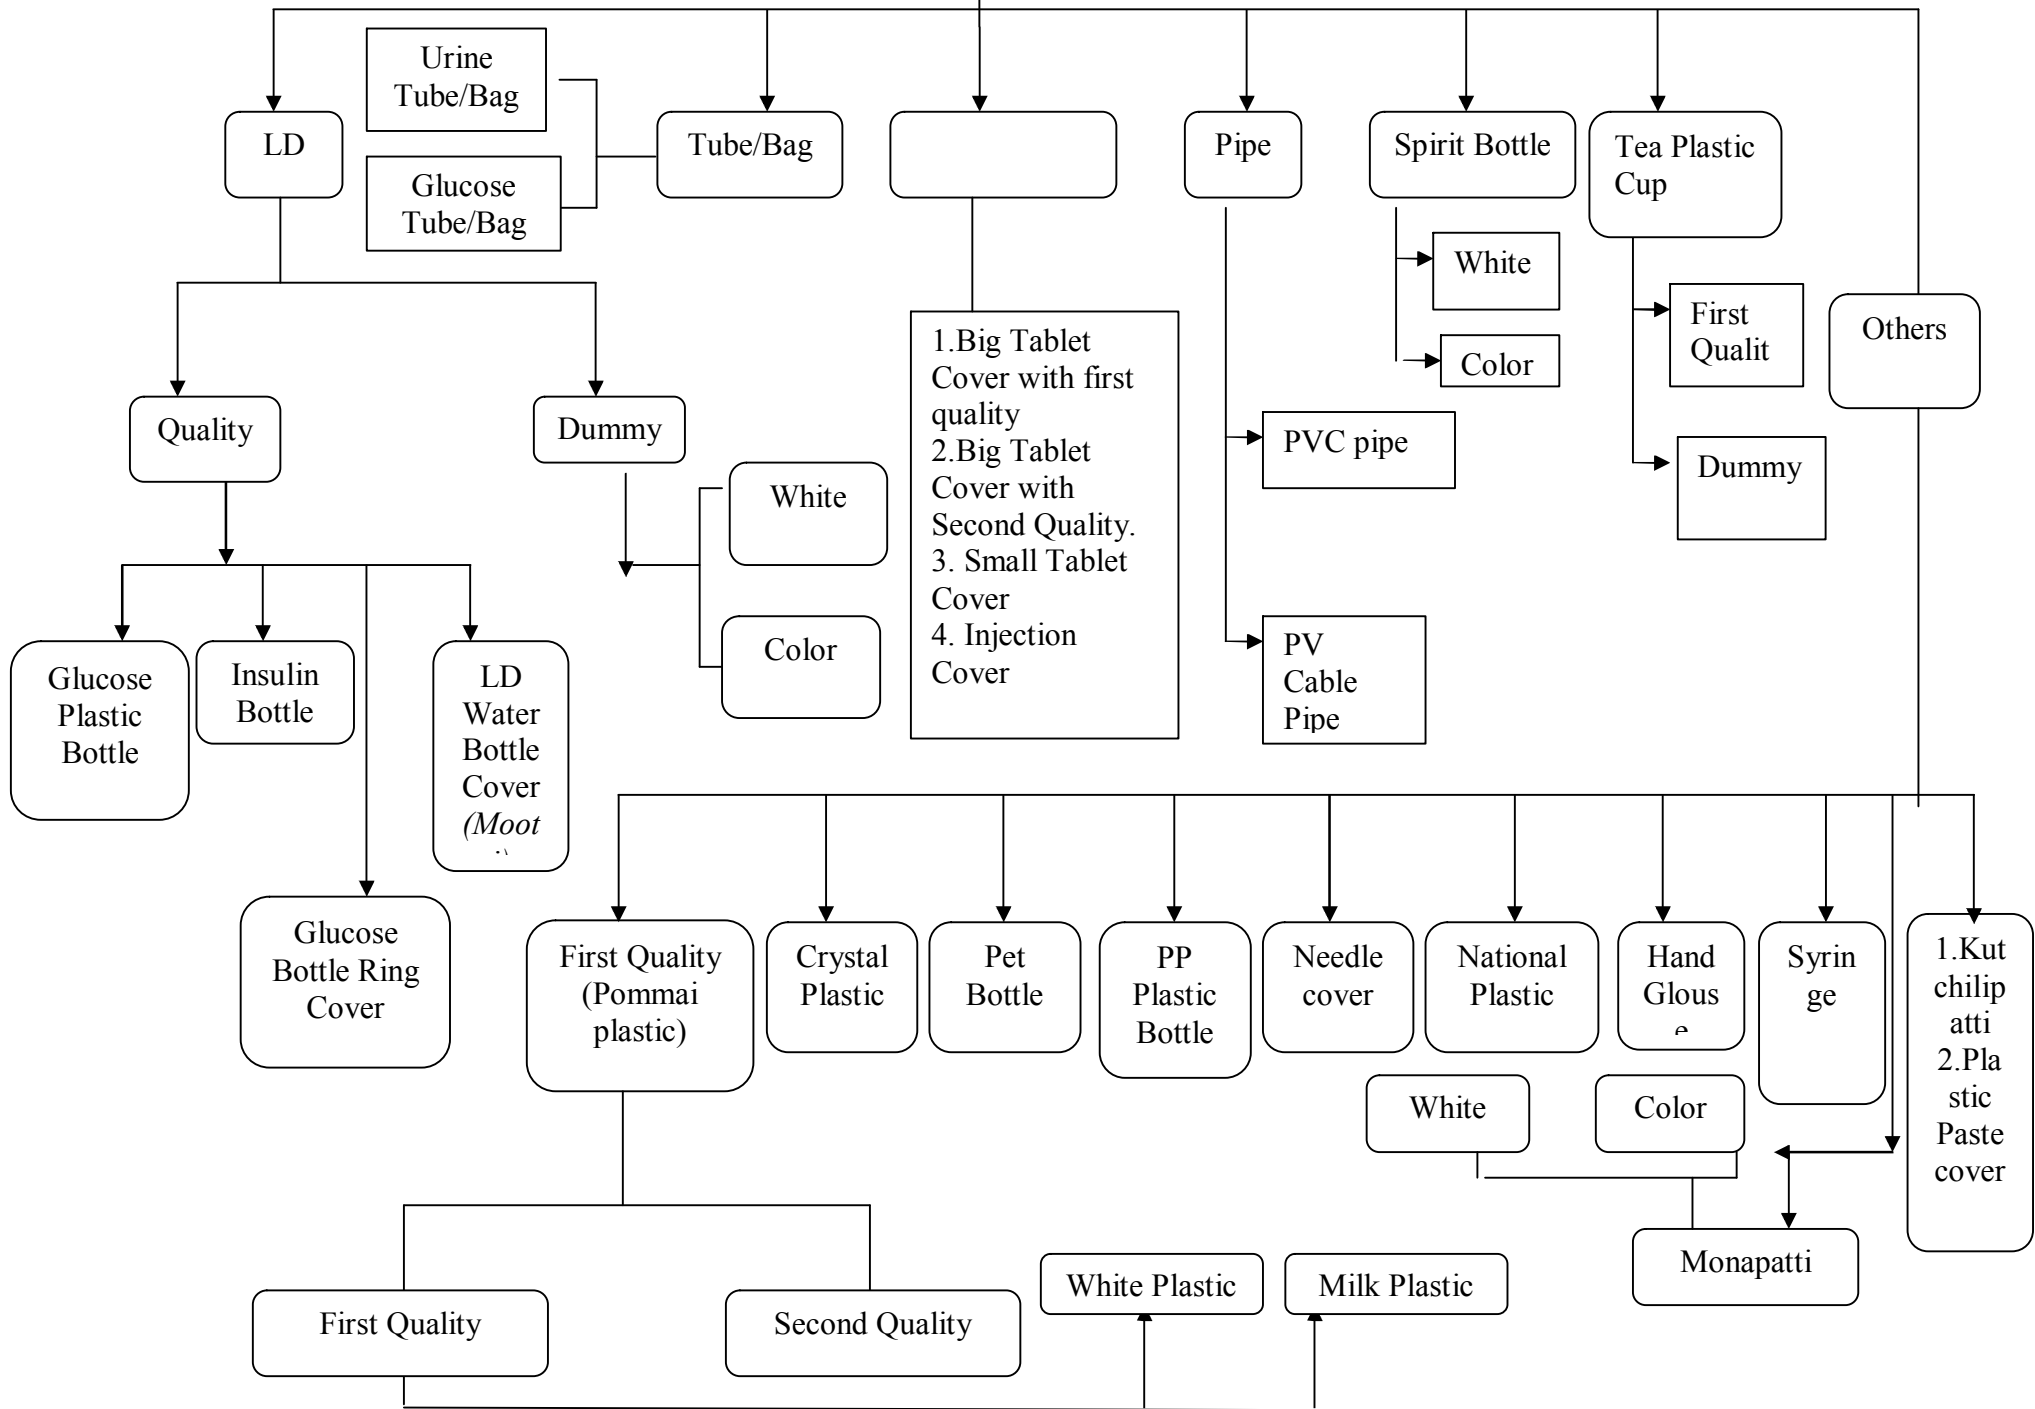 Urine
Tube/Bag
Glucose
Tube/Bag
LD
Tube/Bag
Pipe
Spirit Bottle
Tea Plastic
Cup
White
Color
First
Qualit
Dummy
Others
Quality
Dummy
White
Color
1.Big Tablet
Cover with first
quality
2.Big Tablet
Cover with
Second Quality.
3. Small Tablet
Cover
4. Injection
Cover
PVC pipe
PV
Cable
Pipe
Glucose
Plastic
Bottle
Insulin
Bottle
LD
Water
Bottle
Cover
(Moot
Glucose
Bottle Ring
Cover
First Quality
(Pommai
plastic)
Crystal
Plastic
Pet
Bottle
PP
Plastic
Bottle
Needle
cover
National
Plastic
Hand
Glous
e
Syrin
ge
1.Kut
chilip
atti
2.Pla
stic
Paste
cover
White
Color
Monapatti
First Quality
Second Quality
White Plastic
Milk Plastic